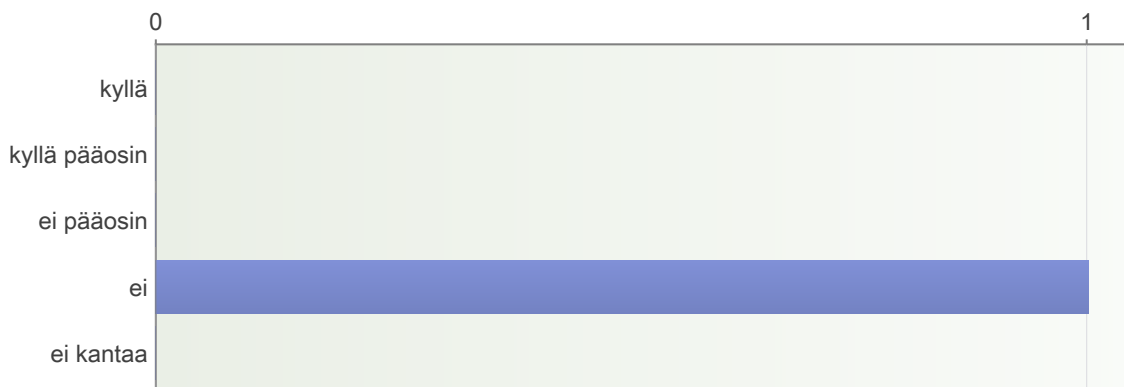 0 1
kyllä
kyllä pääosin
ei pääosin
ei
ei kantaa